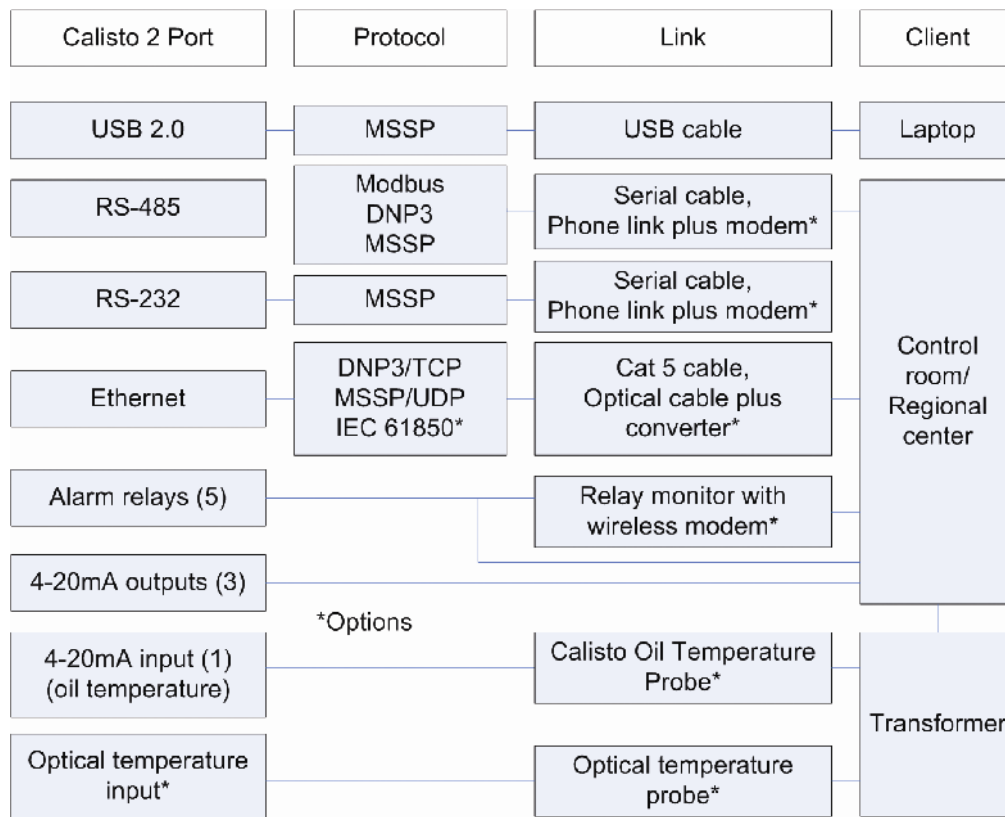 Calisto 2 Port
Protocol
Link
Client
USB 2.0
MSSP
USB cable
Laptop
RS-485
Modbus
DNP3
MSSP
Serial cable,
Phone link plus modem*
RS-232
MSSP
Serial cable,
Phone link plus modem*
Ethernet
DNP3/TCP
MSSP/UDP
IEC 61850*
Cat 5 cable,
Optical cable plus
converter*
Control
room/
Regional
center
Alarm relays (5)
Relay monitor with
wireless modem*
4-20mA outputs (3)
*Options
4-20mA input (1)
(oil temperature)
Calisto Oil Temperature
Probe*
Transformer
Optical temperature
input*
Optical temperature
probe*